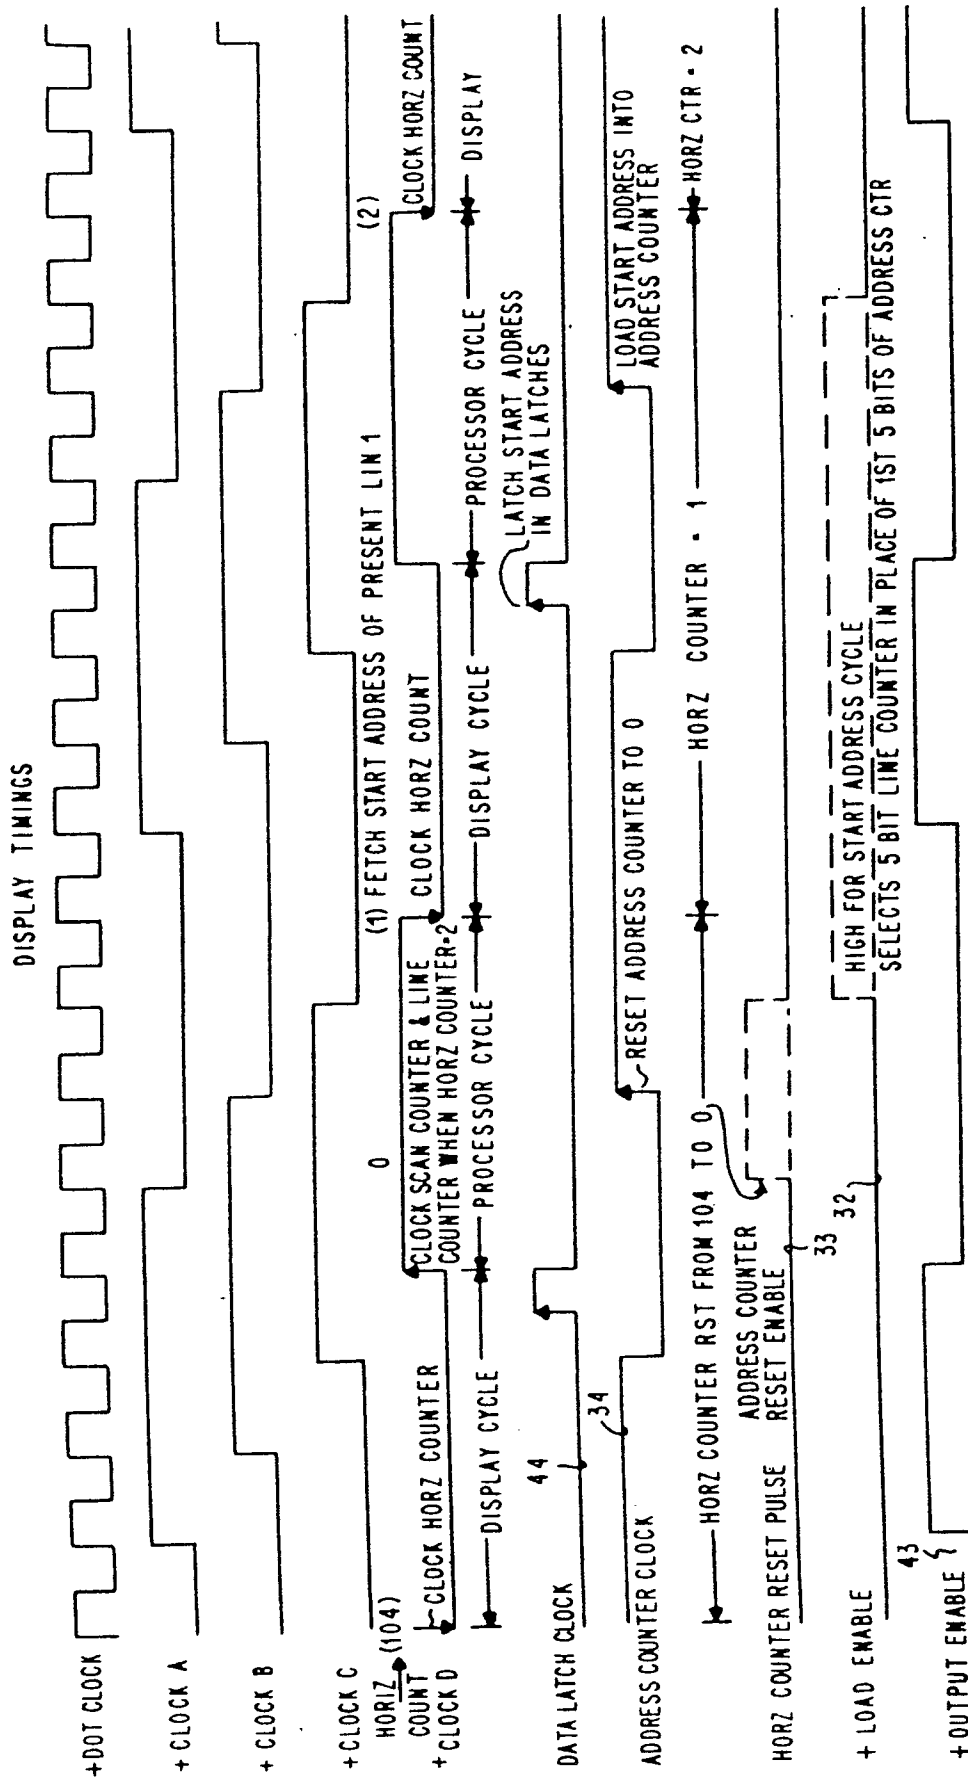 DISPLAY TIMINGS
+DOT CLOCK
+ CLOCK A
+ CLOCK B
+ CLOCK C
HORIZ (104)
COUNT
+ CLOCK D
0
(1) FETCH START ADDRESS OF PRESENT LIN 1
(2)
CLOCK HORZ COUNTER
CLOCK SCAN COUNTER & LINE
COUNTER WHEN HORZ COUNTER=2
CLOCK HORZ COUNT
CLOCK HORZ COUNT
DISPLAY CYCLE
PROCESSOR CYCLE
DISPLAY CYCLE
PROCESSOR CYCLE
DISPLAY
LATCH START ADDRESS
IN DATA LATCHES
DATA LATCH CLOCK
44
ADDRESS COUNTER CLOCK
34
RESET ADDRESS COUNTER TO 0
LOAD START ADDRESS INTO
ADDRESS COUNTER
HORZ COUNTER RST FROM 104 TO 0
HORZ COUNTER = 1
HORZ CTR = 2
HORZ COUNTER RESET PULSE
ADDRESS COUNTER
RESET ENABLE
33
+ LOAD ENABLE
32
HIGH FOR START ADDRESS CYCLE
SELECTS 5 BIT LINE COUNTER IN PLACE OF 1ST 5 BITS OF ADDRESS CTR
+ OUTPUT ENABLE
43